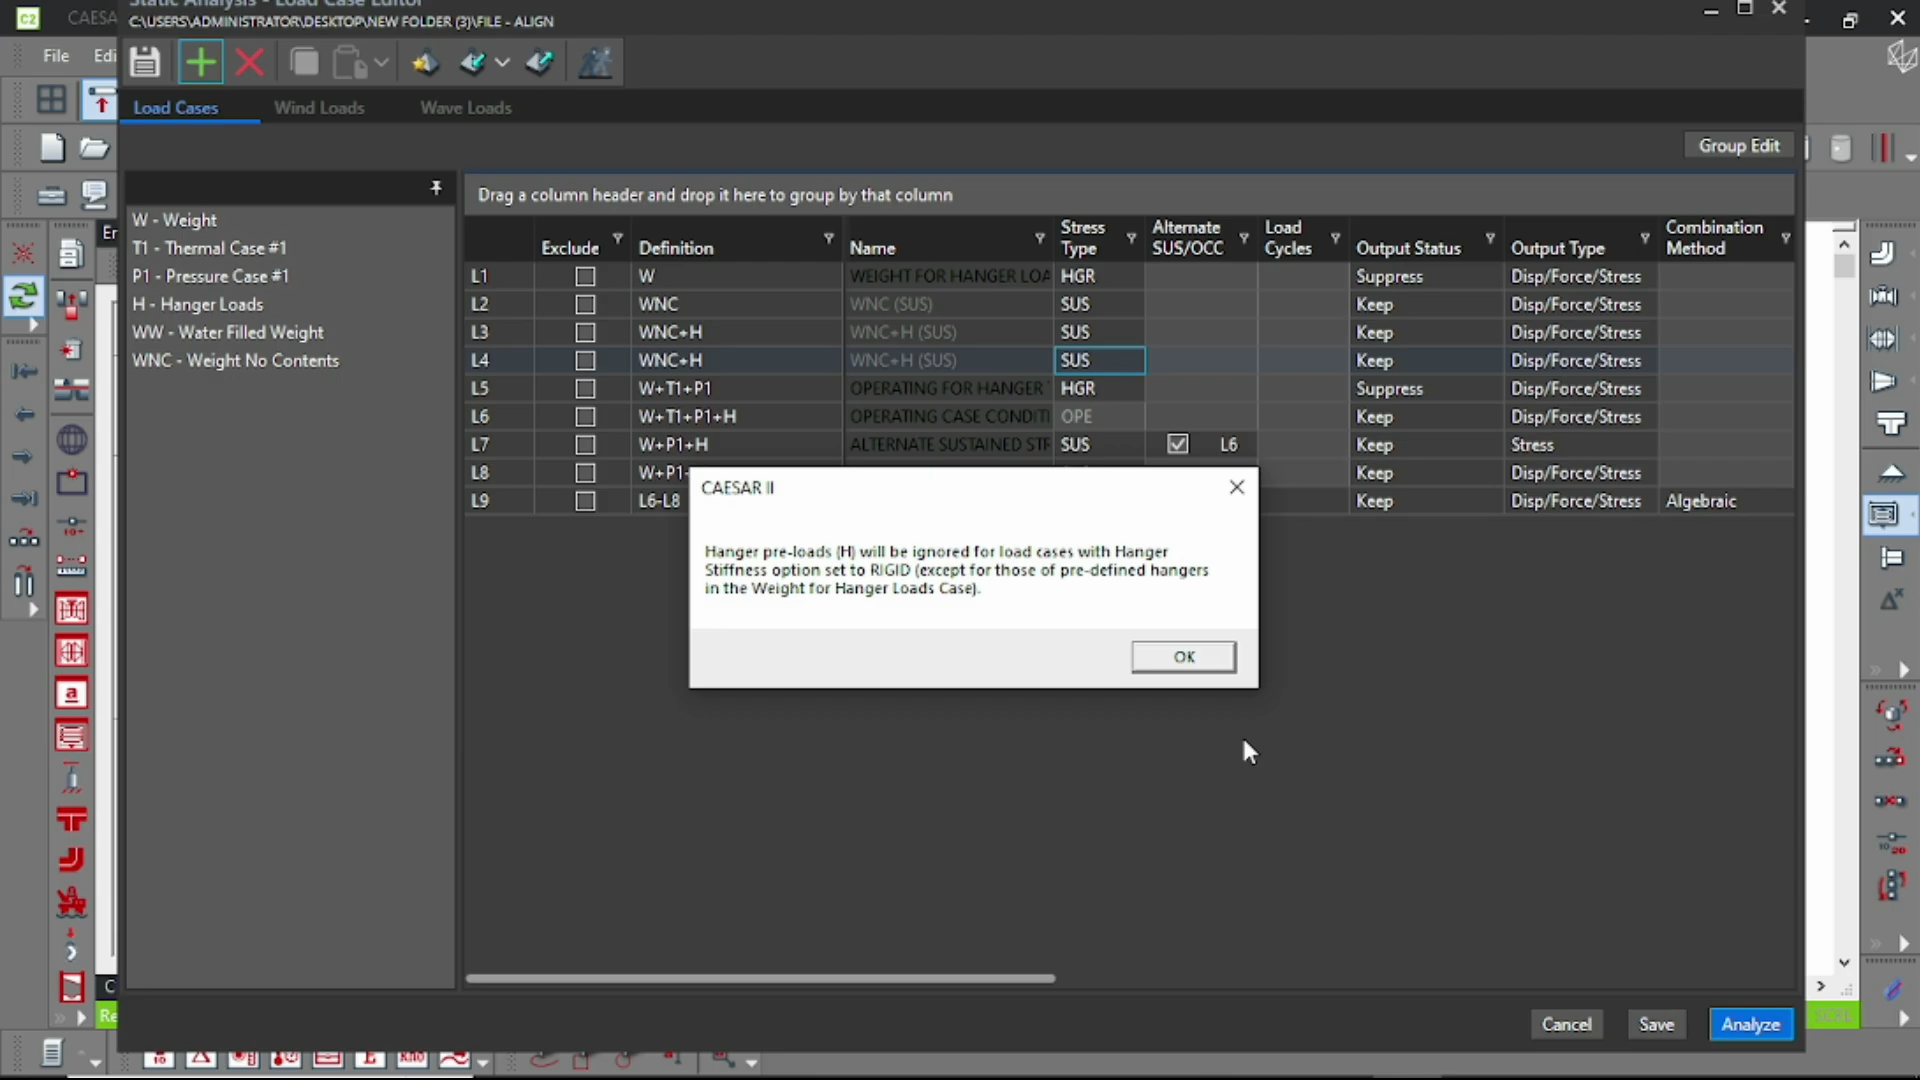 CAESA
Static Analysis - Load Case Editor
C:\USERS\ADMINISTRATOR\DESKTOP\NEW FOLDER (3)\FILE - ALIGN
File Edi
Load Cases Wind Loads Wave Loads
Group Edit
Drag a column header and drop it here to group by that column
W - Weight
T1 - Thermal Case #1
P1 - Pressure Case #1
H - Hanger Loads
WW - Water Filled Weight
WNC - Weight No Contents
Exclude Definition Name Stress Type Alternate SUS/OCC Load Cycles Output Status Output Type Combination Method
L1 W WEIGHT FOR HANGER LOA HGR Suppress Disp/Force/Stress
L2 WNC WNC (SUS) SUS Keep Disp/Force/Stress
L3 WNC+H WNC+H (SUS) SUS Keep Disp/Force/Stress
L4 WNC+H WNC+H (SUS) SUS Keep Disp/Force/Stress
L5 W+T1+P1 OPERATING FOR HANGER HGR Suppress Disp/Force/Stress
L6 W+T1+P1+H OPERATING CASE CONDITI OPE Keep Disp/Force/Stress
L7 W+P1+H ALTERNATE SUSTAINED STR SUS L6 Keep Stress
L8 W+P1- Keep Disp/Force/Stress
L9 L6-L8 Keep Disp/Force/Stress Algebraic
CAESAR II
Hanger pre-loads (H) will be ignored for load cases with Hanger
Stiffness option set to RIGID (except for those of pre-defined hangers
in the Weight for Hanger Loads Case).
OK
Cancel Save Analyze